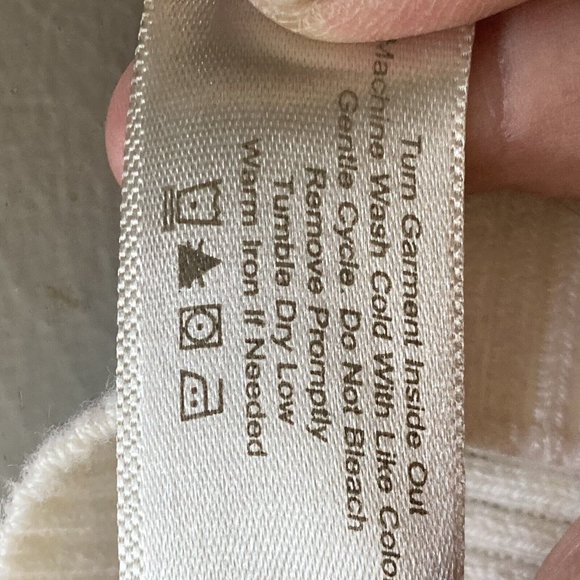 Turn Garment Inside Out
Machine Wash Cold With Like Colo
Gentle Cycle. Do Not Bleach
Remove Promptly
Tumble Dry Low
Warm Iron If Needed